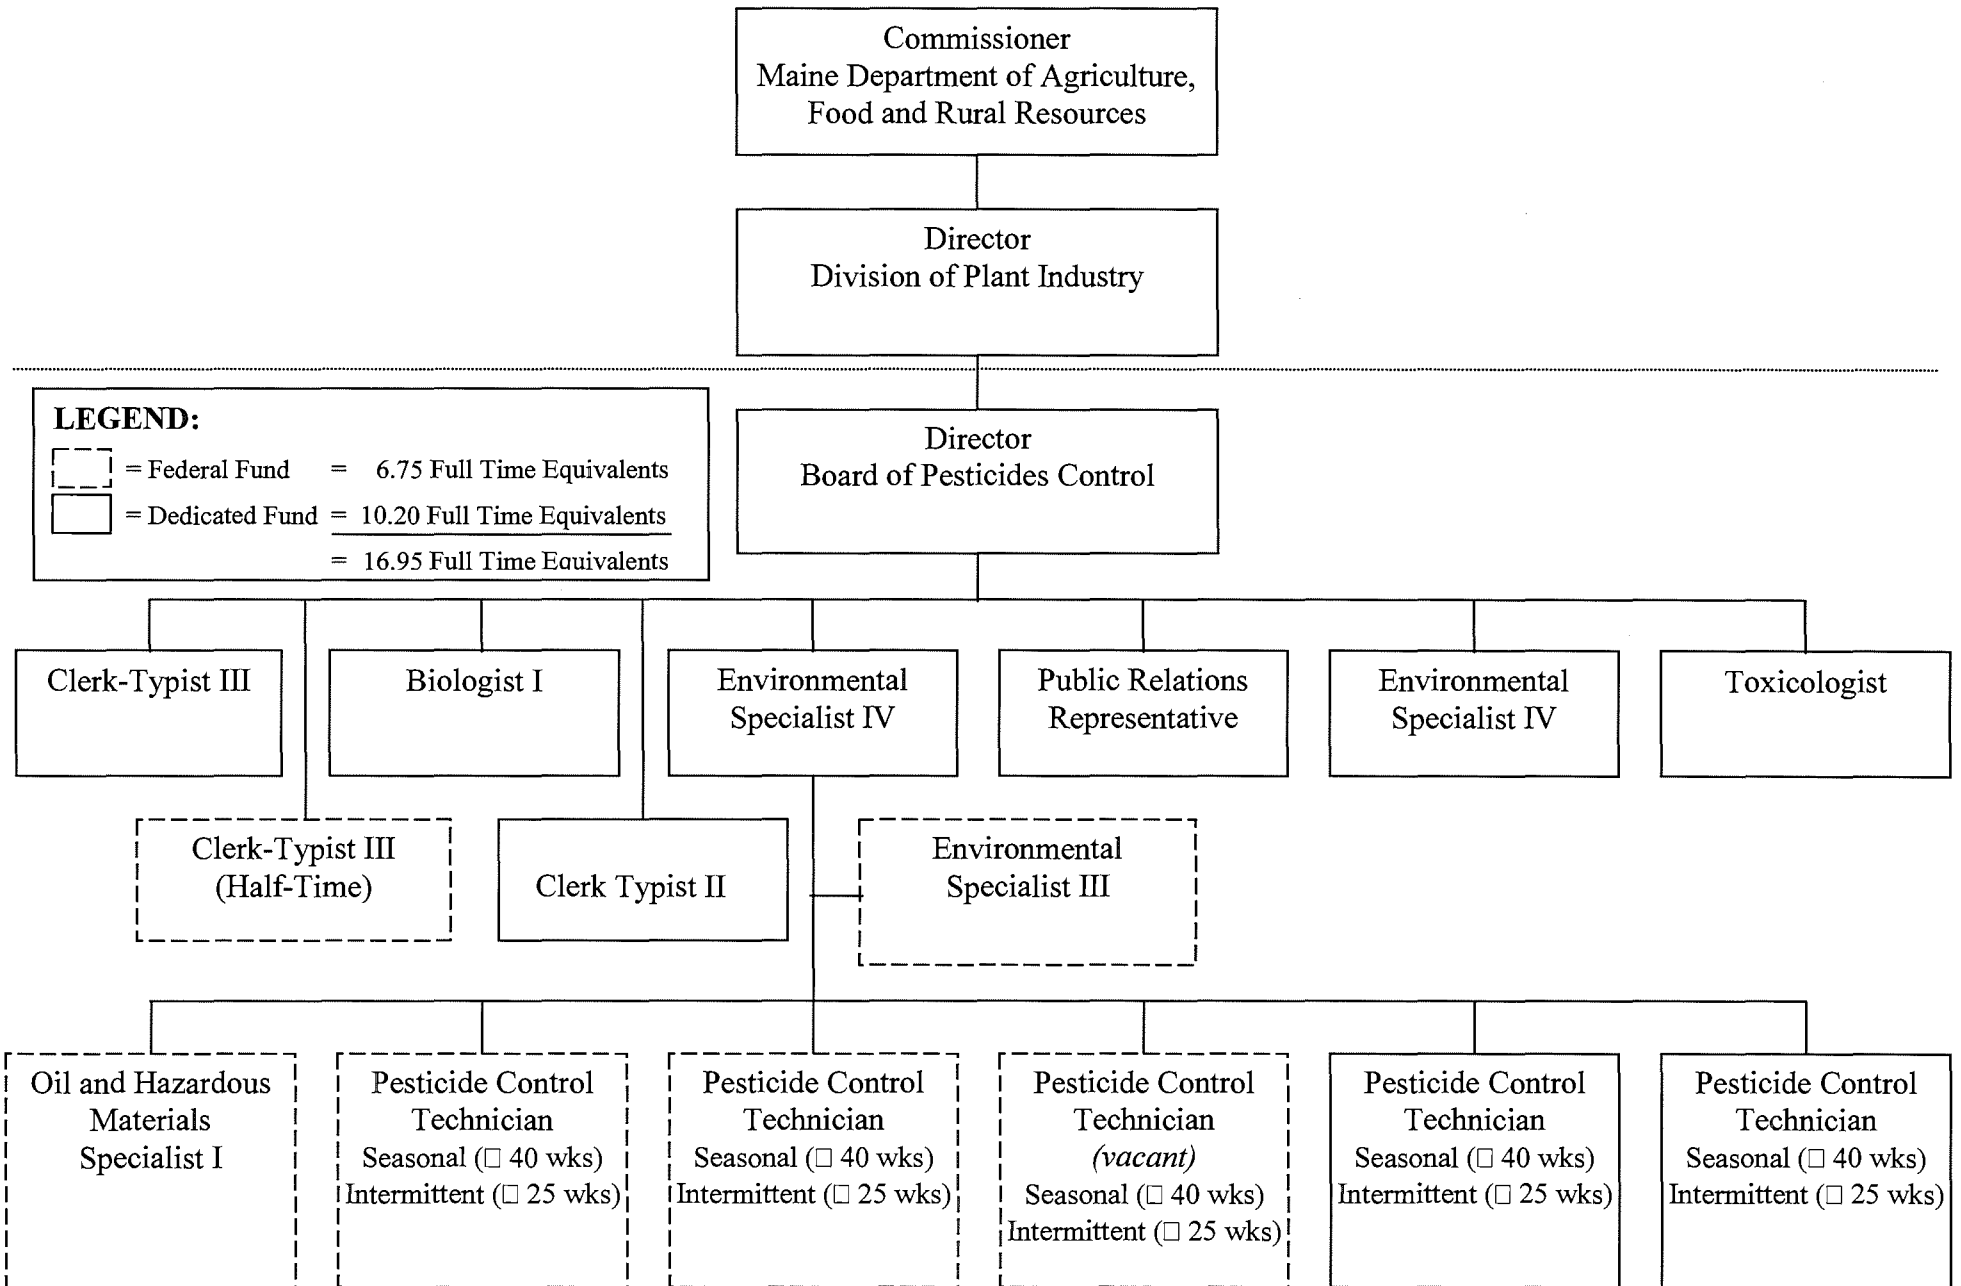 Commissioner
Maine Department of Agriculture,
Food and Rural Resources
Director
Division of Plant Industry
LEGEND:
= Federal Fund = 6.75 Full Time Equivalents
= Dedicated Fund = 10.20 Full Time Equivalents
= 16.95 Full Time Equivalents
Director
Board of Pesticides Control
Clerk-Typist III
Biologist I
Environmental
Specialist IV
Public Relations
Representative
Environmental
Specialist IV
Toxicologist
Clerk-Typist III
(Half-Time)
Clerk Typist II
Environmental
Specialist III
Oil and Hazardous
Materials
Specialist I
Pesticide Control
Technician
Seasonal (□ 40 wks)
Intermittent (□ 25 wks)
Pesticide Control
Technician
Seasonal (□ 40 wks)
Intermittent (□ 25 wks)
Pesticide Control
Technician
(vacant)
Seasonal (□ 40 wks)
Intermittent (□ 25 wks)
Pesticide Control
Technician
Seasonal (□ 40 wks)
Intermittent (□ 25 wks)
Pesticide Control
Technician
Seasonal (□ 40 wks)
Intermittent (□ 25 wks)